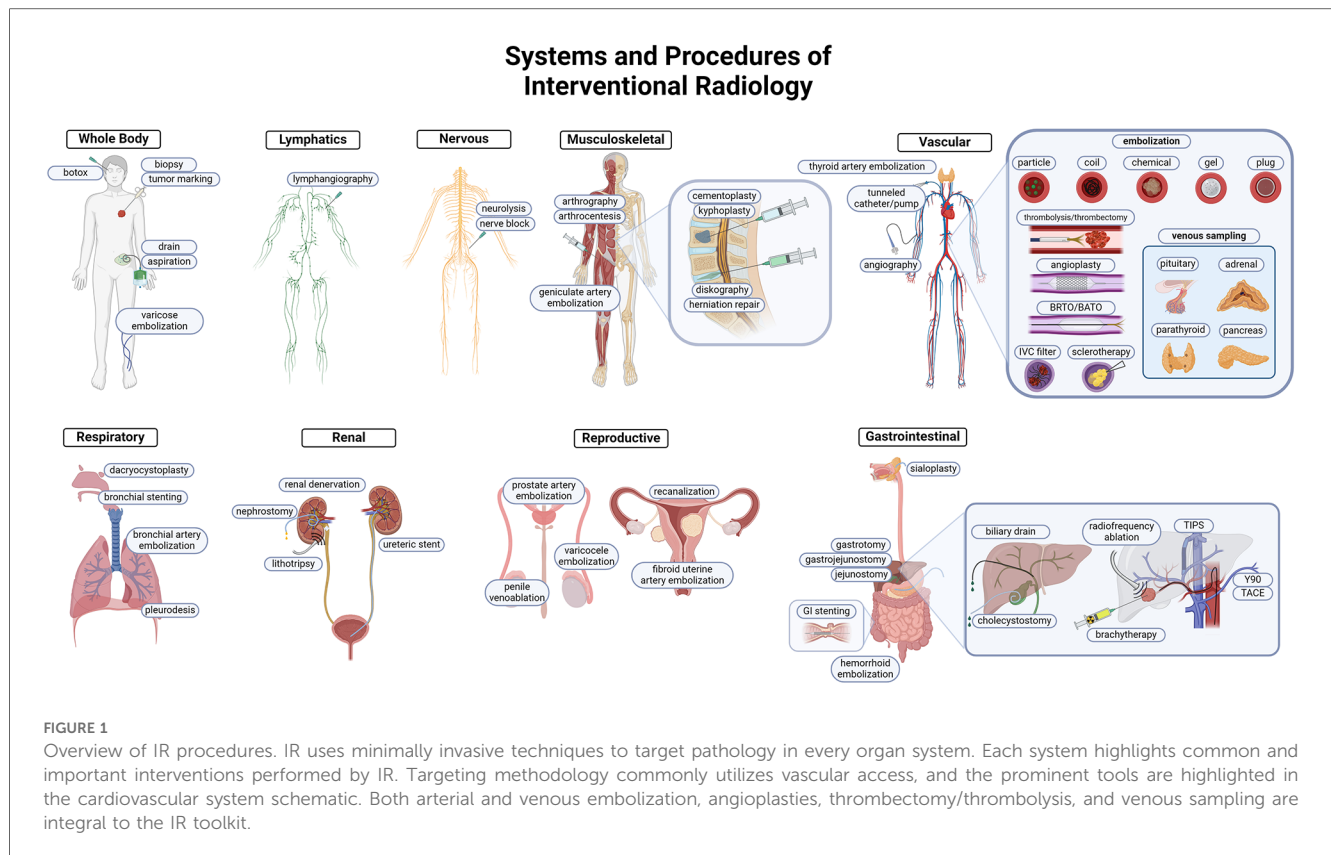 Systems and Procedures of
Interventional Radiology
Whole Body
botox
biopsy
tumor marking
drain
aspiration
varicose
embolization
Lymphatics
lymphangiography
Nervous
neurolysis
nerve block
Musculoskeletal
arthrography
arthrocentesis
geniculate artery
embolization
cementoplasty
kyphoplasty
diskography
herniation repair
Vascular
thyroid artery embolization
tunneled
catheter/pump
angiography
embolization
particle
coil
chemical
gel
plug
thrombolysis/thrombectomy
angioplasty
BRTO/BATO
IVC filter
sclerotherapy
venous sampling
pituitary
adrenal
parathyroid
pancreas
Respiratory
dacryocystoplasty
bronchial stenting
bronchial artery
embolization
pleurodesis
Renal
renal denervation
nephrostomy
ureteric stent
lithotripsy
Reproductive
prostate artery
embolization
varicocele
embolization
penile
venoablation
recanalization
fibroid uterine
artery embolization
Gastrointestinal
sialoplasty
gastrotomy
gastrojejunostomy
jejunostomy
GI stenting
hemorrhoid
embolization
biliary drain
cholecystostomy
radiofrequency
ablation
TIPS
Y90
TACE
brachytherapy
FIGURE 1
Overview of IR procedures. IR uses minimally invasive techniques to target pathology in every organ system. Each system highlights common and
important interventions performed by IR. Targeting methodology commonly utilizes vascular access, and the prominent tools are highlighted in
the cardiovascular system schematic. Both arterial and venous embolization, angioplasties, thrombectomy/thrombolysis, and venous sampling are
integral to the IR toolkit.